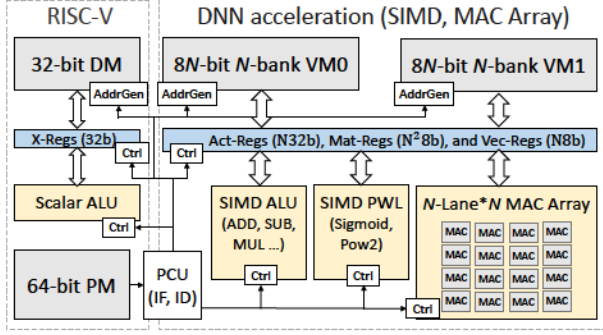 RISC-V
DNN acceleration (SIMD, MAC Array)
32-bit DM
8N-bit N-bank VM0
8N-bit N-bank VM1
AddrGen
AddrGen
AddrGen
X-Regs (32b)
Act-Regs (N32b), Mat-Regs (N²8b), and Vec-Regs (N8b)
Ctrl
Ctrl
Scalar ALU
Ctrl
SIMD ALU
(ADD, SUB,
MUL ...)
Ctrl
SIMD PWL
(Sigmoid,
Pow2)
Ctrl
N-Lane*N MAC Array
MAC MAC MAC MAC
MAC MAC MAC MAC
MAC MAC MAC MAC
MAC MAC MAC MAC
Ctrl
64-bit PM
PCU
(IF, ID)